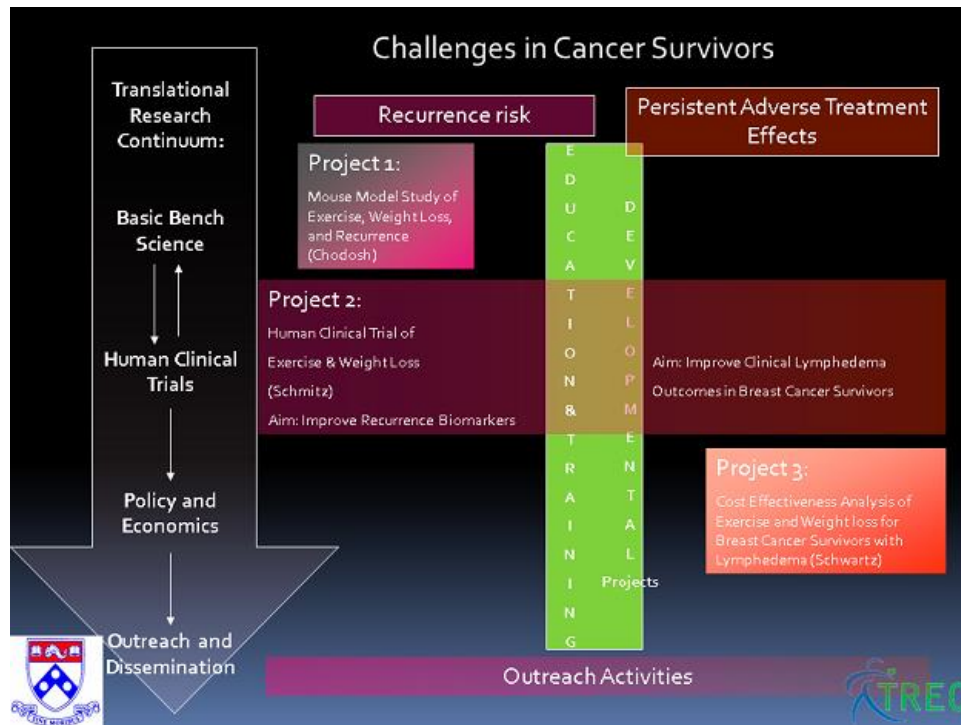 Challenges in Cancer Survivors
Translational
Research
Continuum:
Basic Bench
Science
Human Clinical
Trials
Policy and
Economics
Outreach and
Dissemination
Recurrence risk
Persistent Adverse Treatment
Effects
Project 1:
Mouse Model Study of
Exercise, Weight Loss,
and Recurrence
(Chodosh)
Project 2:
Human Clinical Trial of
Exercise & Weight Loss
(Schmitz)
Aim: Improve Recurrence Biomarkers
EDUCATION & TRAINING
DEVELOPMENTAL
Projects
Aim: Improve Clinical Lymphedema
Outcomes in Breast Cancer Survivors
Project 3:
Cost Effectiveness Analysis of
Exercise and Weight loss for
Breast Cancer Survivors with
Lymphedema (Schwartz)
Outreach Activities
TREC